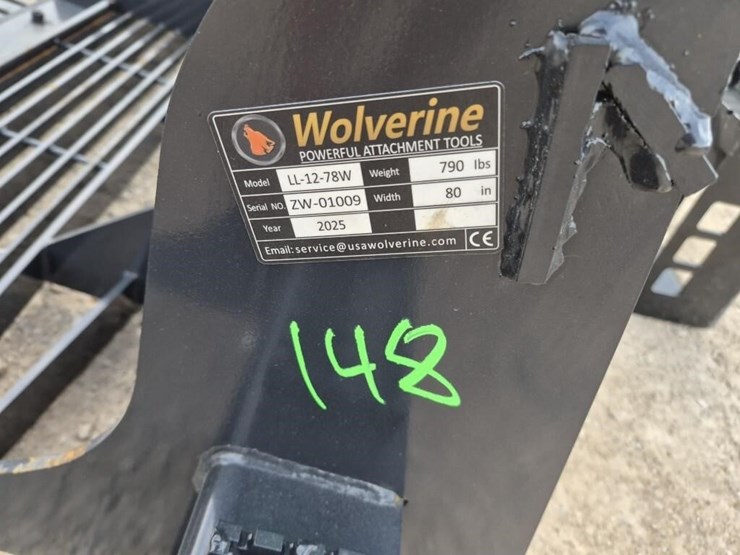 Wolverine
POWERFUL ATTACHMENT TOOLS
Model LL-12-78W Weight 790 lbs
Serial NO. ZW-01009 Width 80 in
Year 2025
Email: service@usawolverine.com CE
148